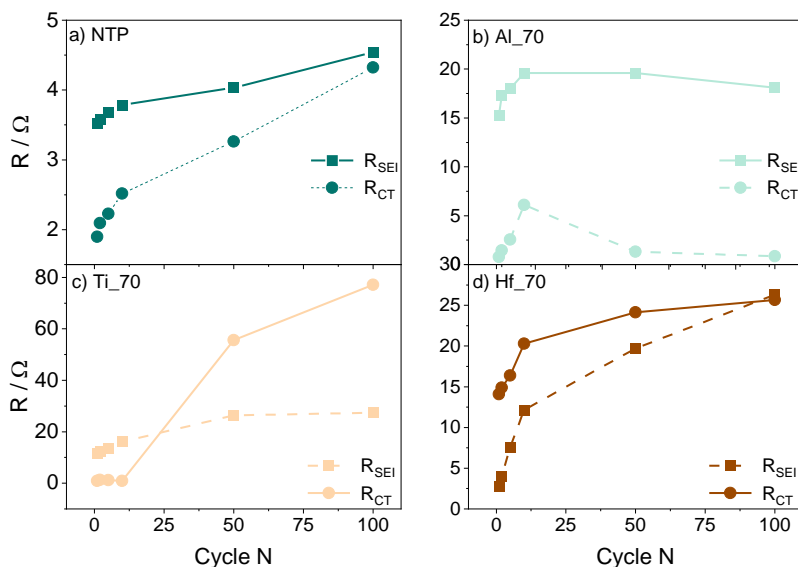 a) NTP
5
4
3
2
R / Ω
R_SEI
R_CT
b) Al_70
25
20
15
10
5
R_SEI
R_CT
c) Ti_70
80
60
40
20
0
R / Ω
R_SEI
R_CT
0 25 50 75 100
Cycle N
d) Hf_70
30
25
20
15
10
5
0
R_SEI
R_CT
0 25 50 75 100
Cycle N